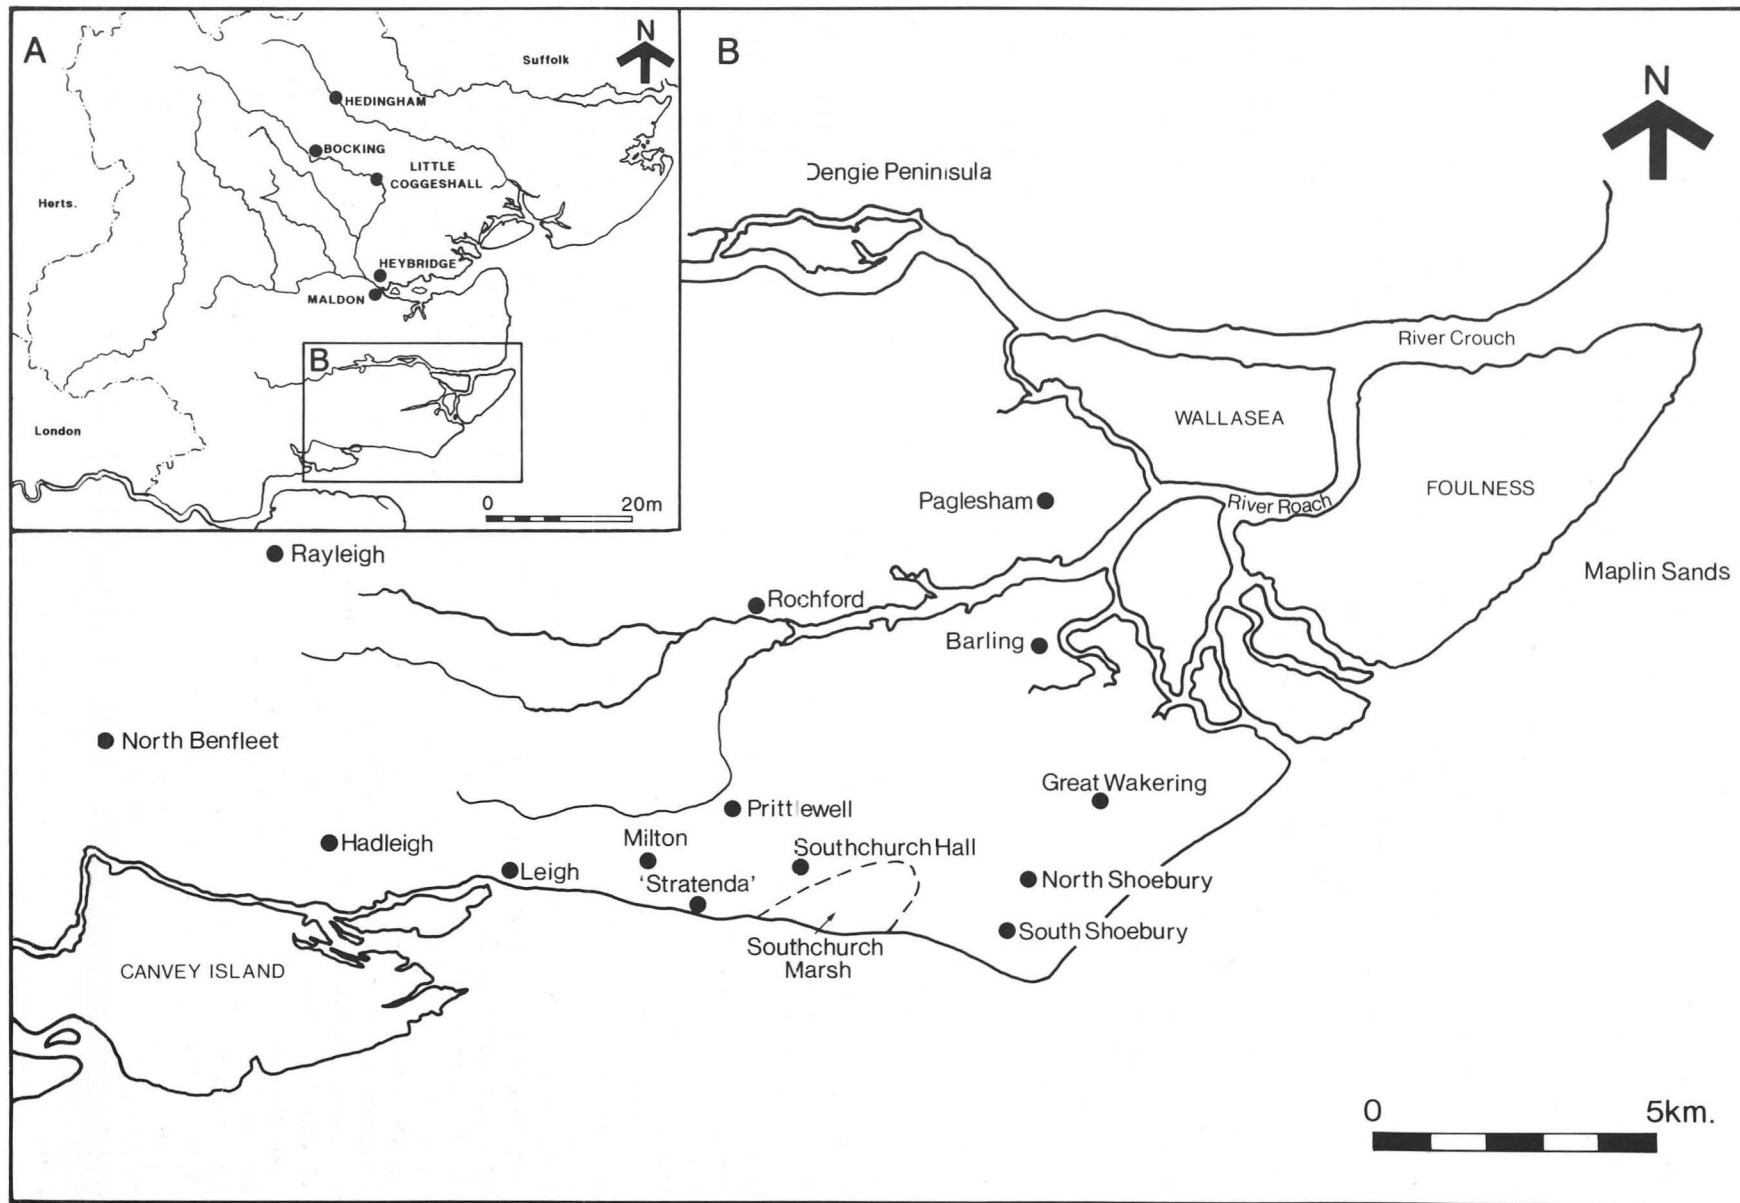 A
N
Suffolk
HEDINGHAM
BOCKING
LITTLE
COGGESHALL
Herts.
HEYBRIDGE
MALDON
B
London
0 20m
B
N
Dengie Peninisula
River Crouch
WALLASEA
FOULNESS
Paglesham
River Roach
Maplin Sands
Rayleigh
Rochford
Barling
North Benfleet
Great Wakering
Prittlewell
Hadleigh
Milton
Southchurch Hall
Leigh
'Stratenda'
North Shoebury
South Shoebury
Southchurch
Marsh
CANVEY ISLAND
0 5km.